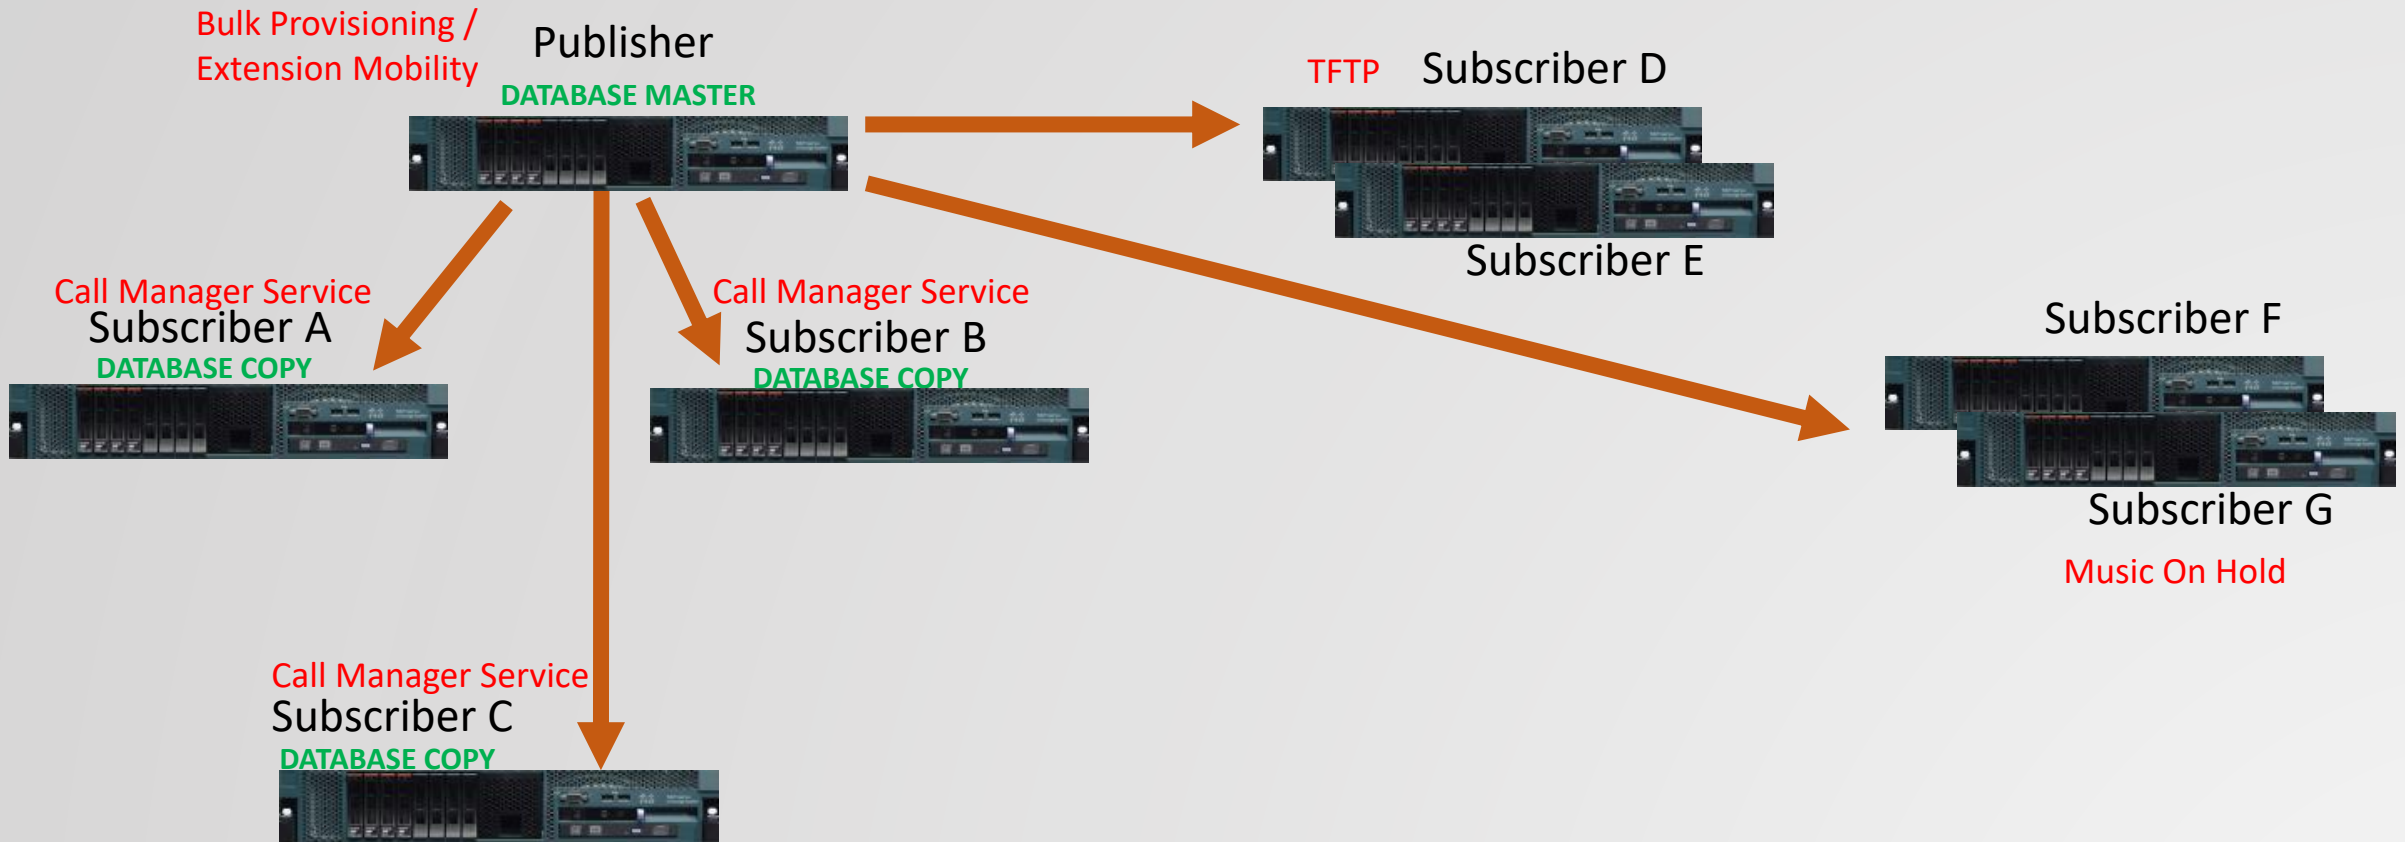 Bulk Provisioning /
Extension Mobility
Publisher
DATABASE MASTER
TFTP
Subscriber D
Subscriber E
Call Manager Service
Subscriber A
DATABASE COPY
Call Manager Service
Subscriber B
DATABASE COPY
Subscriber F
Subscriber G
Music On Hold
Call Manager Service
Subscriber C
DATABASE COPY